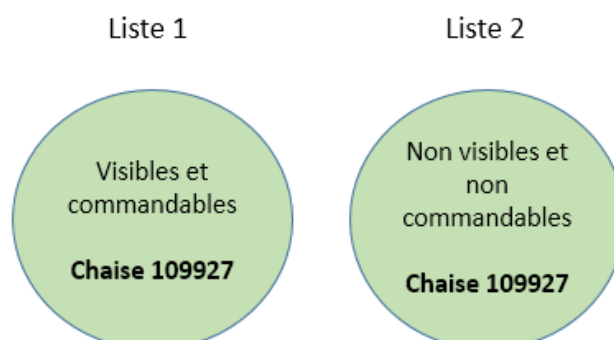 Liste 1
Liste 2
Visibles et
commandables
Chaise 109927
Non visibles et
non
commandables
Chaise 109927